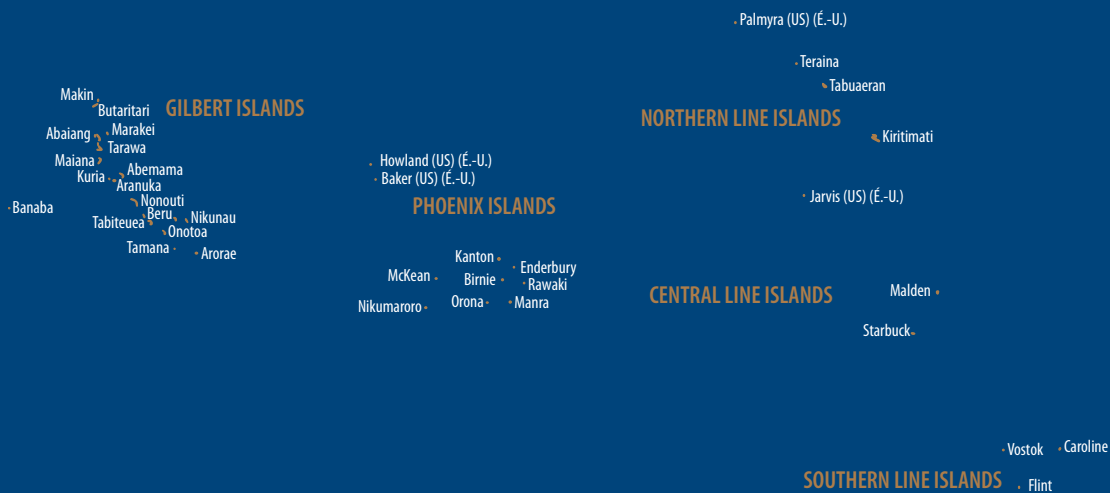 Palmyra (US) (É.-U.)
Teraina
Tabuaeran
NORTHERN LINE ISLANDS
Kiritimati
Jarvis (US) (É.-U.)
Makin
Butaritari
GILBERT ISLANDS
Abaiang
Marakei
Tarawa
Maiana
Abemama
Kuria
Aranuka
Nonouti
Banaba
Beru
Nikunau
Tabiteuea
Onotoa
Tamana
Arorae
Howland (US) (É.-U.)
Baker (US) (É.-U.)
PHOENIX ISLANDS
Kanton
Enderbury
McKean
Birnie
Rawaki
Nikumaroro
Orona
Manra
CENTRAL LINE ISLANDS
Malden
Starbuck
Vostok
Caroline
SOUTHERN LINE ISLANDS
Flint